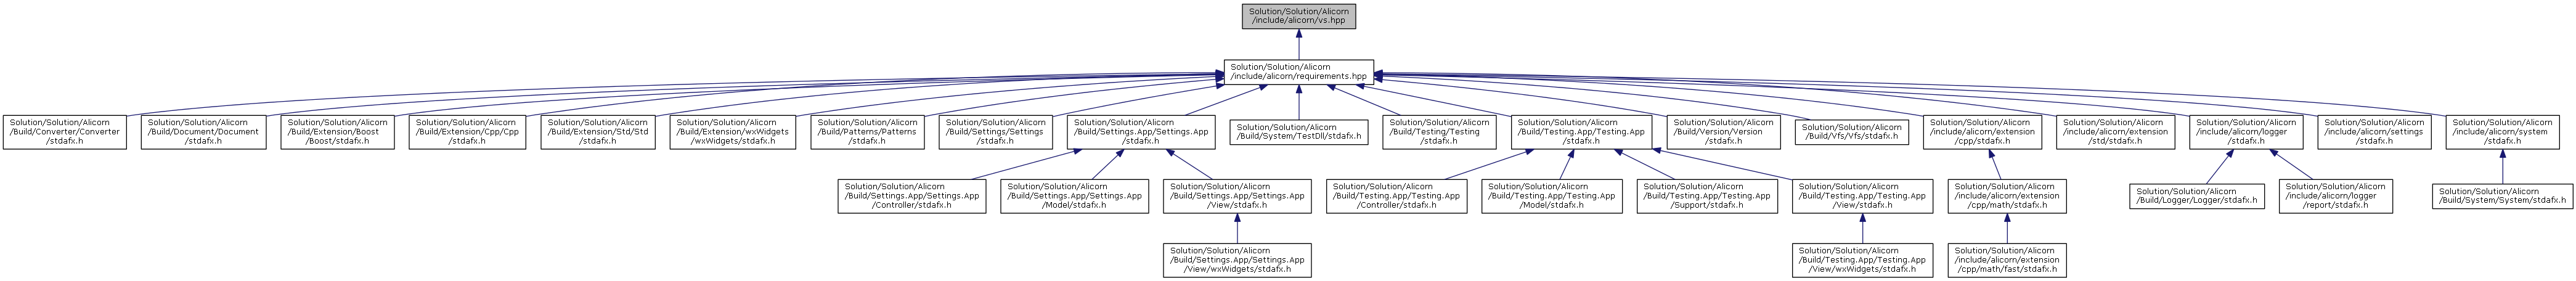 Solution/Solution/Alicorn
/include/alicorn/vs.hpp
Solution/Solution/Alicorn
/include/alicorn/requirements.hpp
Solution/Solution/Alicorn
/Build/Converter/Converter
/stdafx.h
Solution/Solution/Alicorn
/Build/Document/Document
/stdafx.h
Solution/Solution/Alicorn
/Build/Extension/Boost
/Boost/stdafx.h
Solution/Solution/Alicorn
/Build/Extension/Cpp/Cpp
/stdafx.h
Solution/Solution/Alicorn
/Build/Extension/Std/Std
/stdafx.h
Solution/Solution/Alicorn
/Build/Extension/wxWidgets
/wxWidgets/stdafx.h
Solution/Solution/Alicorn
/Build/Patterns/Patterns
/stdafx.h
Solution/Solution/Alicorn
/Build/Settings/Settings
/stdafx.h
Solution/Solution/Alicorn
/Build/Settings.App/Settings.App
/stdafx.h
Solution/Solution/Alicorn
/Build/System/TestDll/stdafx.h
Solution/Solution/Alicorn
/Build/Testing/Testing
/stdafx.h
Solution/Solution/Alicorn
/Build/Testing.App/Testing.App
/stdafx.h
Solution/Solution/Alicorn
/Build/Version/Version
/stdafx.h
Solution/Solution/Alicorn
/Build/Vfs/Vfs/stdafx.h
Solution/Solution/Alicorn
/include/alicorn/extension
/cpp/stdafx.h
Solution/Solution/Alicorn
/include/alicorn/extension
/std/stdafx.h
Solution/Solution/Alicorn
/include/alicorn/logger
/stdafx.h
Solution/Solution/Alicorn
/include/alicorn/settings
/stdafx.h
Solution/Solution/Alicorn
/include/alicorn/system
/stdafx.h
Solution/Solution/Alicorn
/Build/Settings.App/Settings.App
/Controller/stdafx.h
Solution/Solution/Alicorn
/Build/Settings.App/Settings.App
/Model/stdafx.h
Solution/Solution/Alicorn
/Build/Settings.App/Settings.App
/View/stdafx.h
Solution/Solution/Alicorn
/Build/Testing.App/Testing.App
/Controller/stdafx.h
Solution/Solution/Alicorn
/Build/Testing.App/Testing.App
/Model/stdafx.h
Solution/Solution/Alicorn
/Build/Testing.App/Testing.App
/Support/stdafx.h
Solution/Solution/Alicorn
/Build/Testing.App/Testing.App
/View/stdafx.h
Solution/Solution/Alicorn
/include/alicorn/extension
/cpp/math/stdafx.h
Solution/Solution/Alicorn
/Build/Logger/Logger/stdafx.h
Solution/Solution/Alicorn
/include/alicorn/logger
/report/stdafx.h
Solution/Solution/Alicorn
/Build/System/System/stdafx.h
Solution/Solution/Alicorn
/Build/Settings.App/Settings.App
/View/wxWidgets/stdafx.h
Solution/Solution/Alicorn
/Build/Testing.App/Testing.App
/View/wxWidgets/stdafx.h
Solution/Solution/Alicorn
/include/alicorn/extension
/cpp/math/fast/stdafx.h